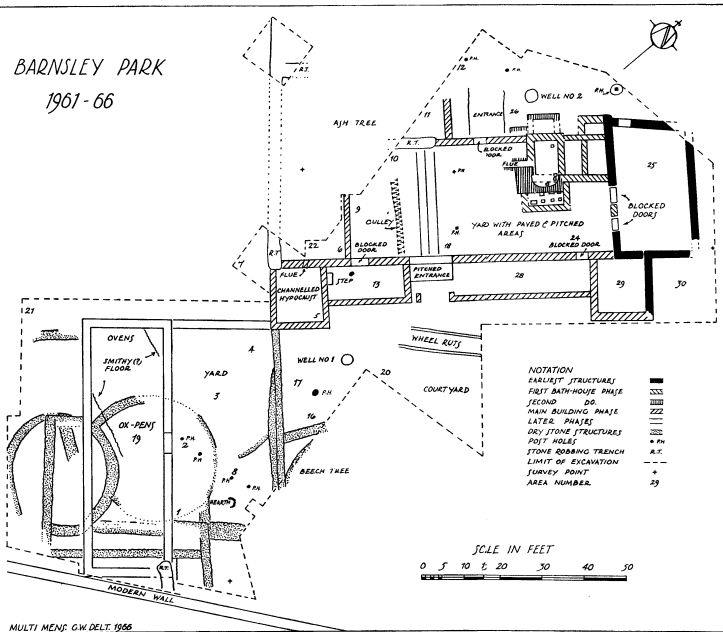 BARNSLEY PARK
1961-66
R.T.
ASH TREE
12
P.H.
P.H.
WELL NO 2
P.H.
11
ENTRANCE
26
R.T.
BLOCKED DOOR
FLUE
10
P.H.
25
BLOCKED
DOORS
9
GULLEY
P.H.
18
YARD WITH PAVED & PITCHED
AREAS
24
BLOCKED DOOR
7
R.T.
22
6
BLOCKED
DOOR
FLUE
STEP
CHANNELLED
HYPOCAUST
5
13
PITCHED
ENTRANCE
28
29
30
21
OVENS
SMITHY(?)
FLOOR
4
YARD
3
WELL NO 1
17
P.H.
16
20
WHEEL RUTS
COURTYARD
OX-PENS
19
P.H.
2
P.H.
P.H.
8
P.H.
HEARTH
BEECH TREE
1
R.T.
MODERN WALL
NOTATION
EARLIEST STRUCTURES
FIRST BATH-HOUSE PHASE
SECOND DO.
MAIN BUILDING PHASE
LATER PHASES
DRY STONE STRUCTURES
POST HOLES P.H.
STONE ROBBING TRENCH R.T.
LIMIT OF EXCAVATION
SURVEY POINT +
AREA NUMBER 29
SCLE IN FEET
0 5 10 20 30 40 50
MULTI MENS: G.W. DELT. 1966